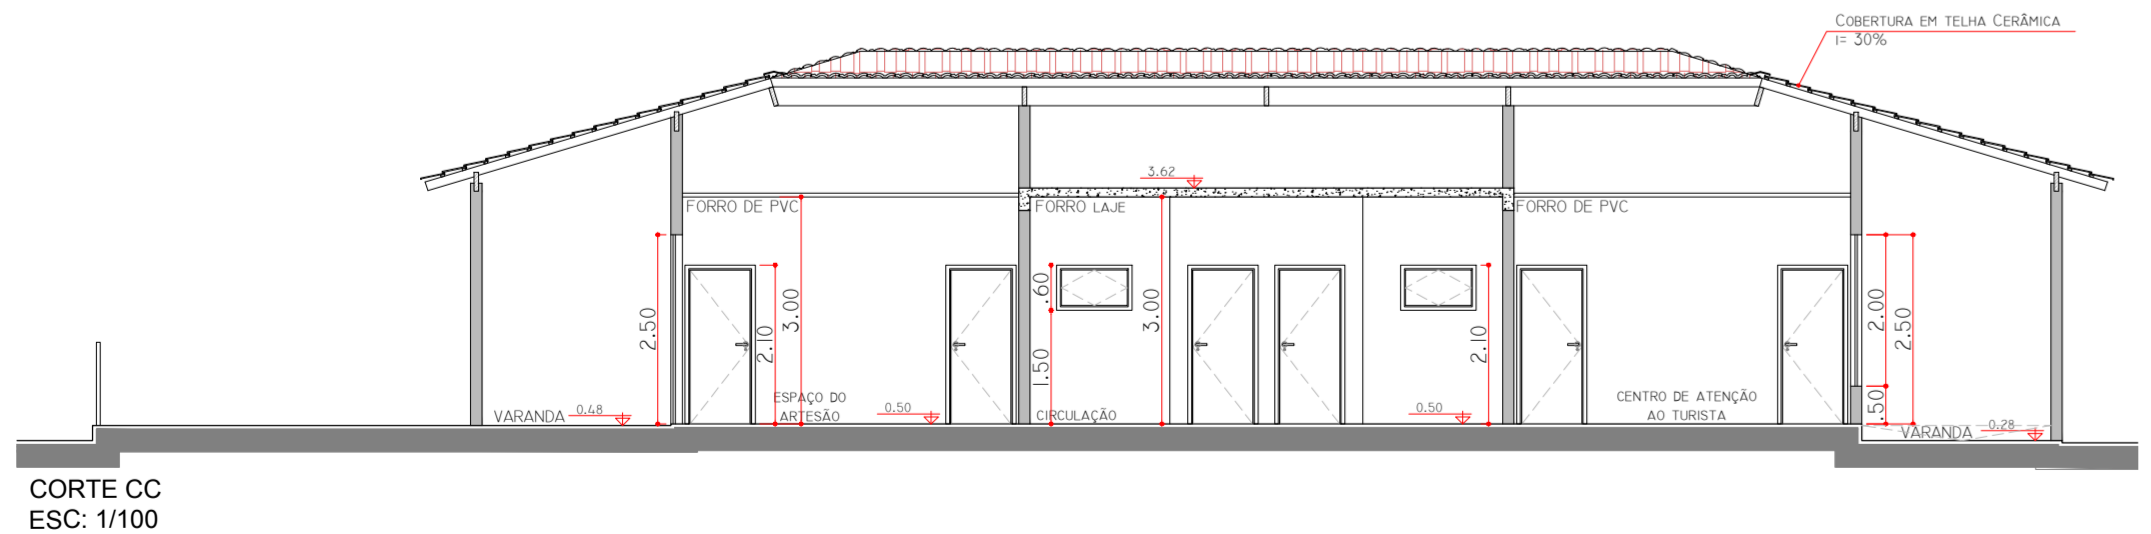 COBERTURA EM TELHA CERÂMICA
I= 30%
3.62
FORRO DE PVC
FORRO LAJE
FORRO DE PVC
2.50
2.10
3.00
.60
1.50
3.00
2.10
2.00
2.50
.50
ESPAÇO DO
ARTESÃO
CENTRO DE ATENÇÃO
AO TURISTA
VARANDA
0.48
0.50
CIRCULAÇÃO
0.50
VARANDA
0.28
CORTE CC
ESC: 1/100